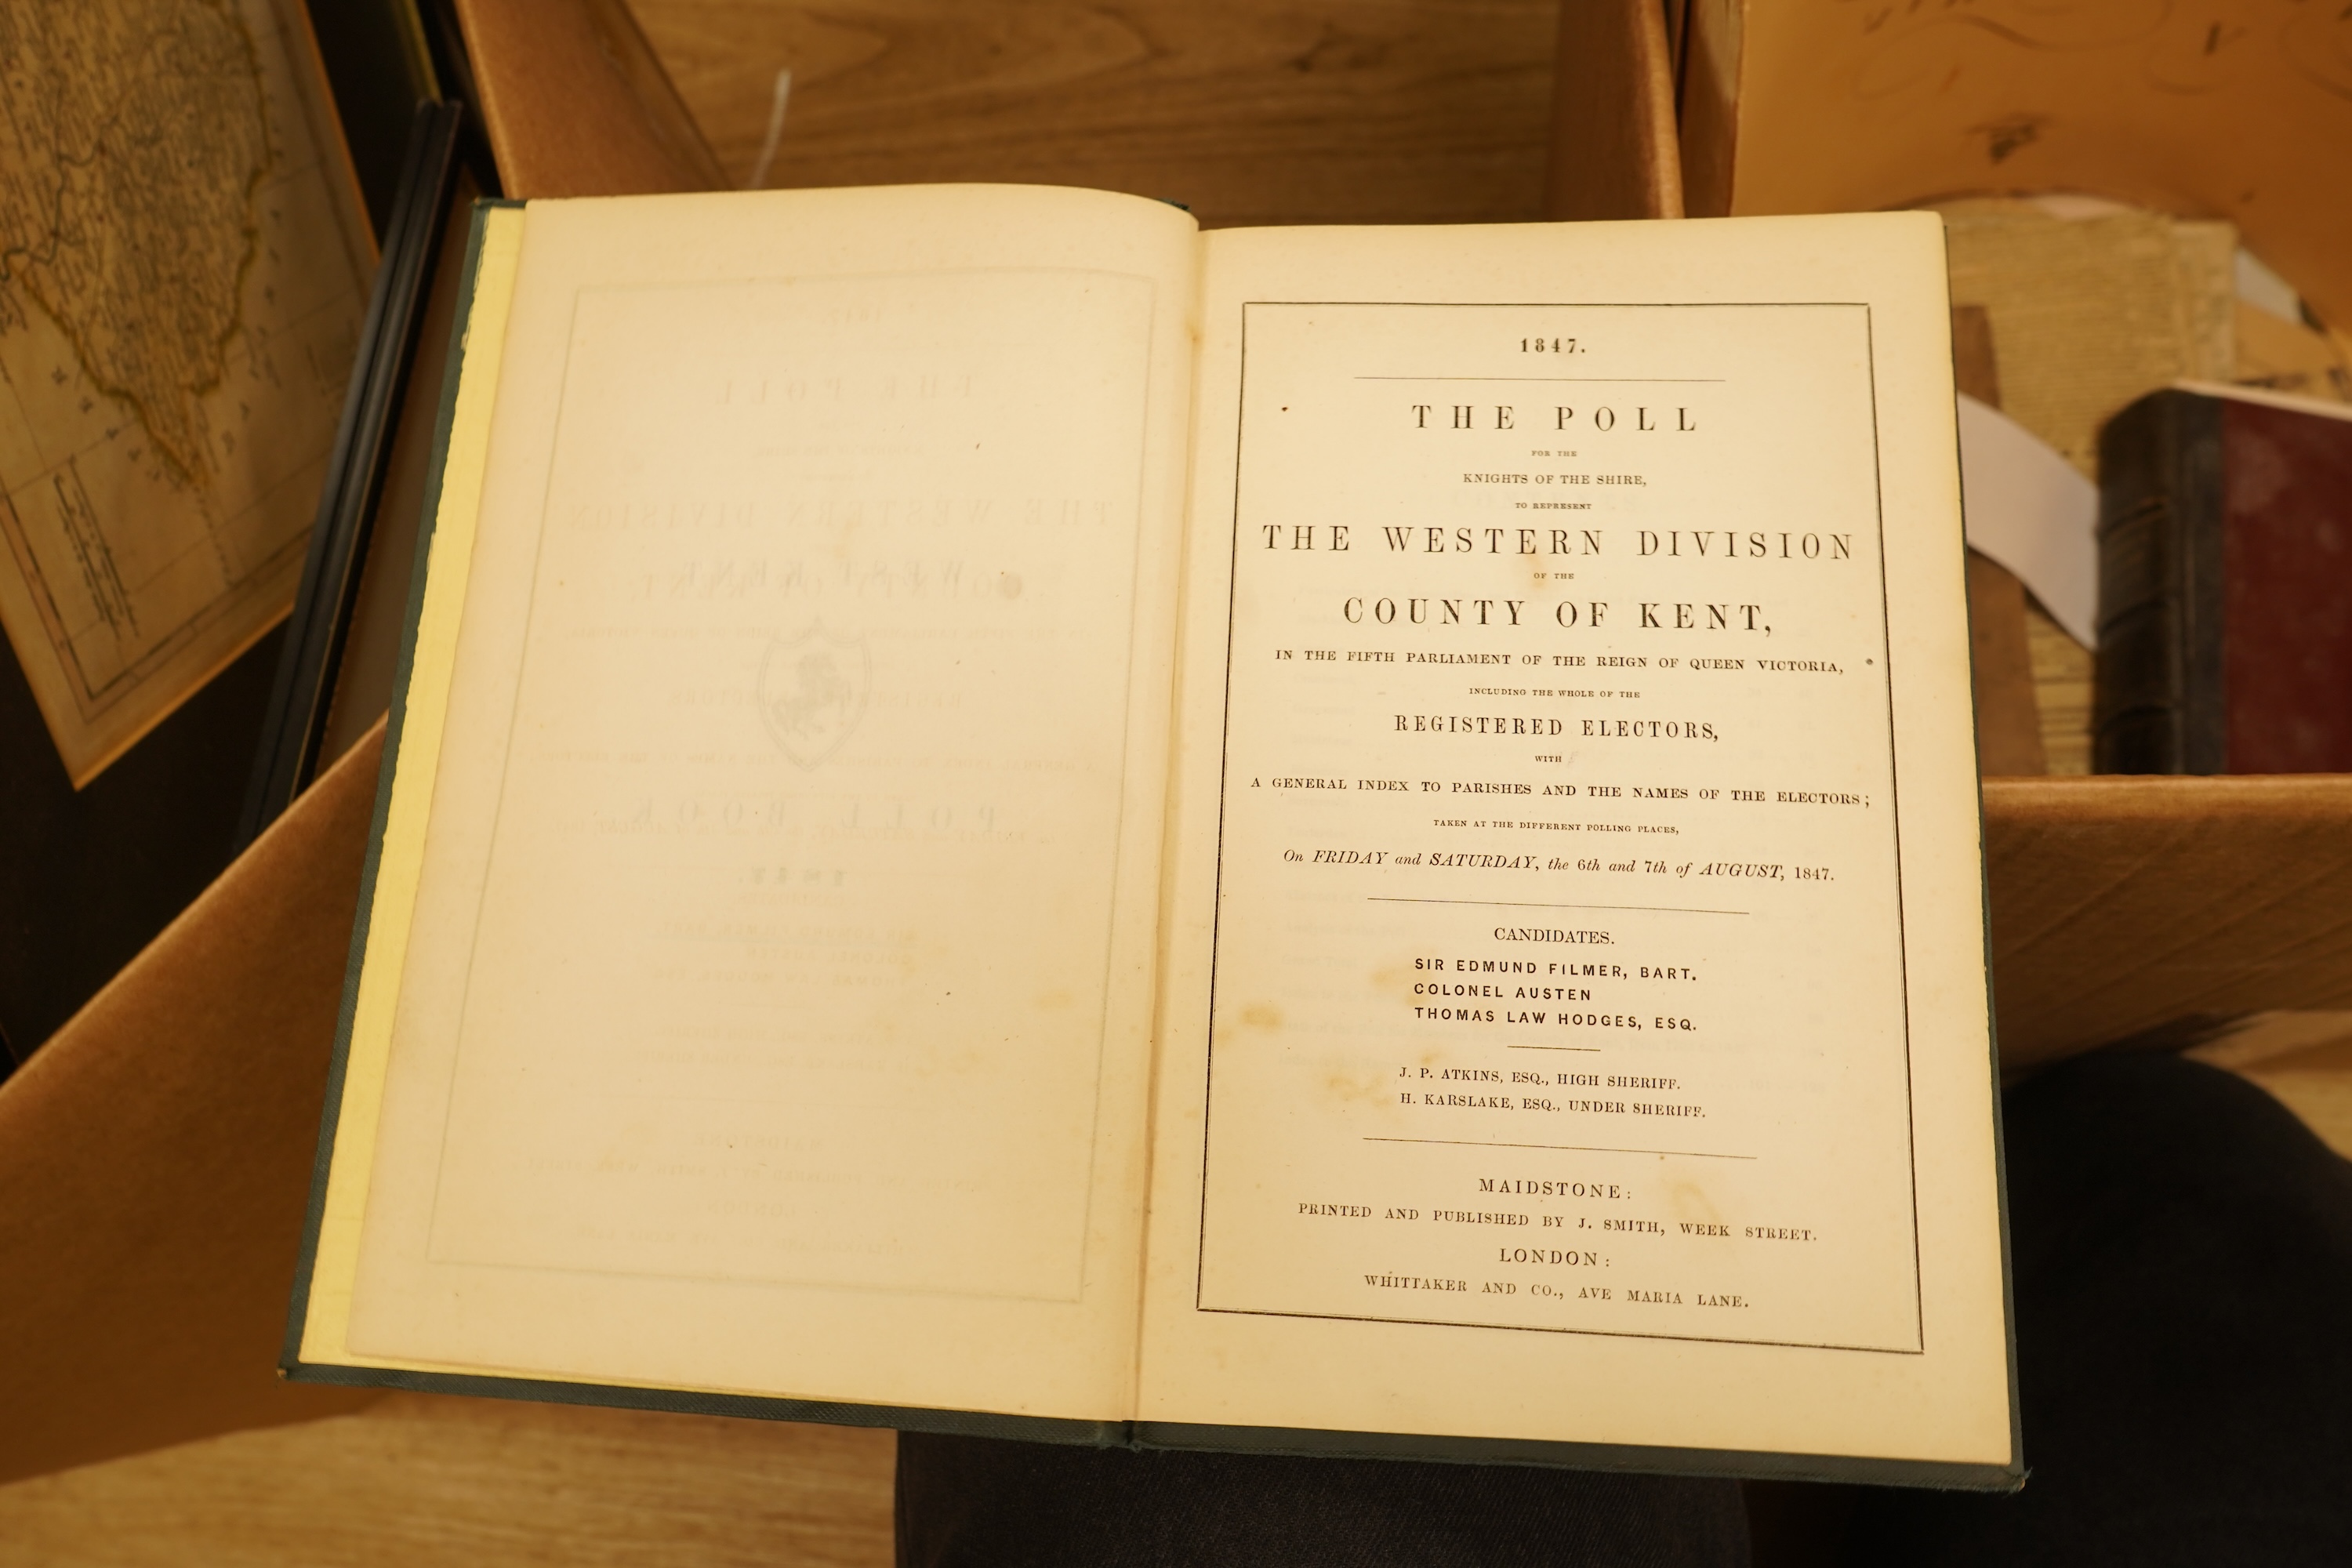 1847.
THE POLL
FOR THE
KNIGHTS OF THE SHIRE,
TO REPRESENT
THE WESTERN DIVISION
OF THE
COUNTY OF KENT,
IN THE FIFTH PARLIAMENT OF THE REIGN OF QUEEN VICTORIA,
INCLUDING THE WHOLE OF THE
REGISTERED ELECTORS,
WITH
A GENERAL INDEX TO PARISHES AND THE NAMES OF THE ELECTORS;
TAKEN AT THE DIFFERENT POLLING PLACES,
On FRIDAY and SATURDAY, the 6th and 7th of AUGUST, 1847.
CANDIDATES.
SIR EDMUND FILMER, BART.
COLONEL AUSTEN
THOMAS LAW HODGES, ESQ.
J. P. ATKINS, ESQ., HIGH SHERIFF.
H. KARSLAKE, ESQ., UNDER SHERIFF.
MAIDSTONE:
PRINTED AND PUBLISHED BY J. SMITH, WEEK STREET.
LONDON:
WHITTAKER AND CO., AVE MARIA LANE.